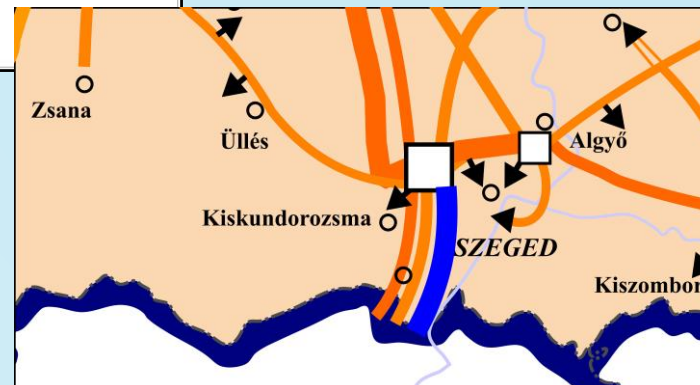 Zsana
Üllés
Algyő
Kiskundorozsma
SZEGED
Kiszombor